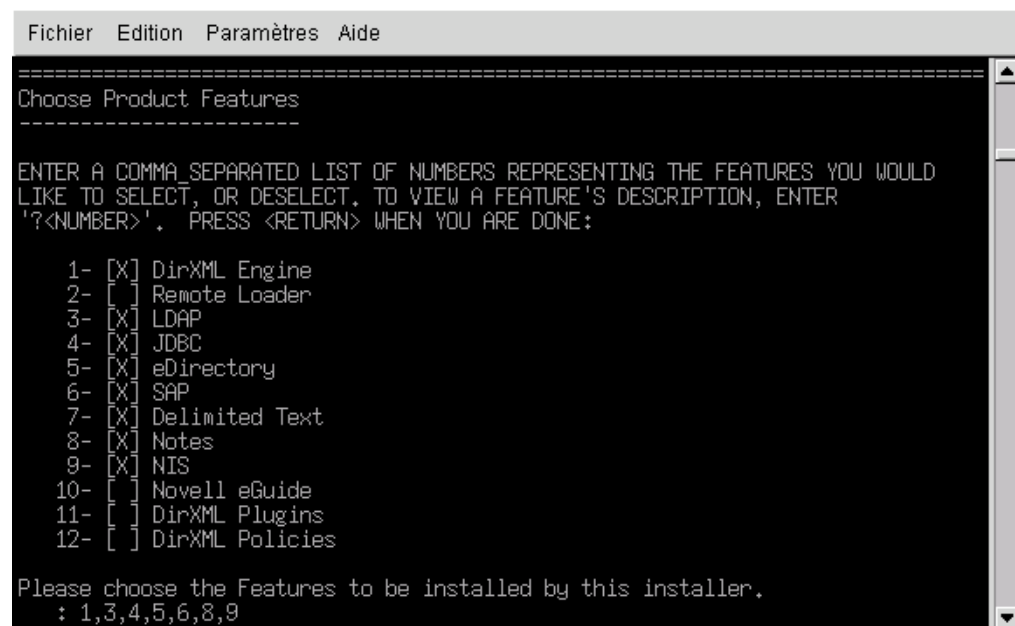 Fichier Edition Paramètres Aide
================================================================================
Choose Product Features
-----------------------
ENTER A COMMA_SEPARATED LIST OF NUMBERS REPRESENTING THE FEATURES YOU WOULD
LIKE TO SELECT, OR DESELECT. TO VIEW A FEATURE'S DESCRIPTION, ENTER
'?<NUMBER>'. PRESS <RETURN> WHEN YOU ARE DONE:
1- [X] DirXML Engine
2- [ ] Remote Loader
3- [X] LDAP
4- [X] JDBC
5- [X] eDirectory
6- [X] SAP
7- [X] Delimited Text
8- [X] Notes
9- [X] NIS
10- [ ] Novell eGuide
11- [ ] DirXML Plugins
12- [ ] DirXML Policies
Please choose the Features to be installed by this installer.
: 1,3,4,5,6,8,9